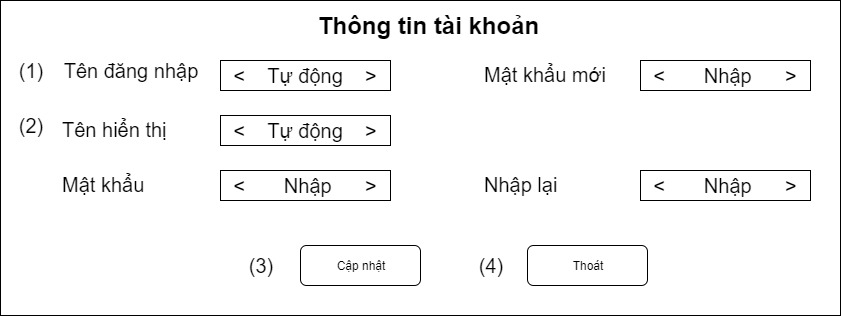 Thông tin tài khoản
(1) Tên đăng nhập < Tự động > Mật khẩu mới < Nhập >
(2) Tên hiển thị < Tự động >
Mật khẩu < Nhập > Nhập lại < Nhập >
(3) Cập nhật (4) Thoát